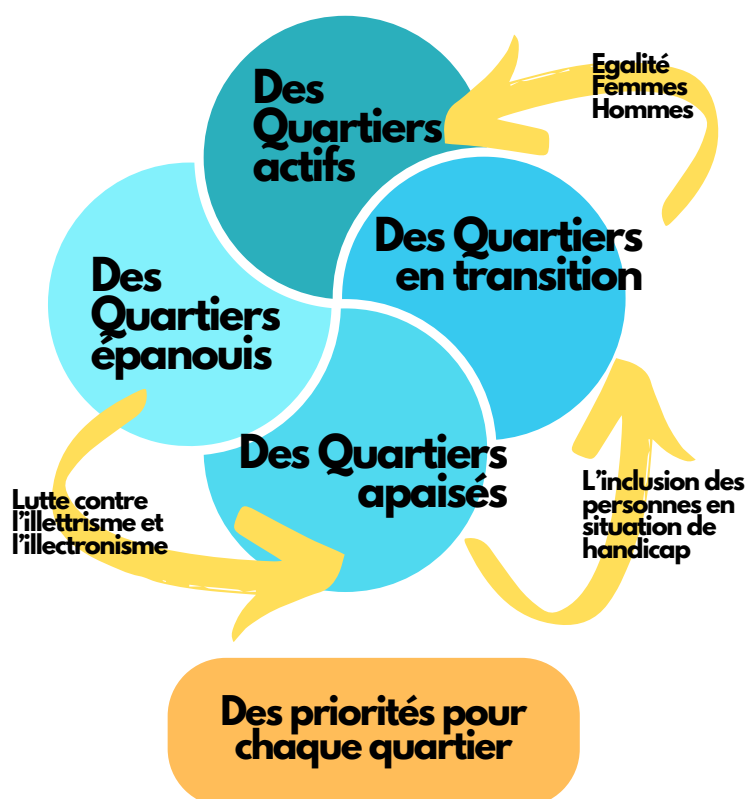 Des
Quartiers
actifs
Egalité
Femmes
Hommes
Des Quartiers
en transition
Des
Quartiers
épanouis
Des Quartiers
apaisés
Lutte contre
l'illettrisme et
l'illectronisme
L'inclusion des
personnes en
situation de
handicap
Des priorités pour
chaque quartier